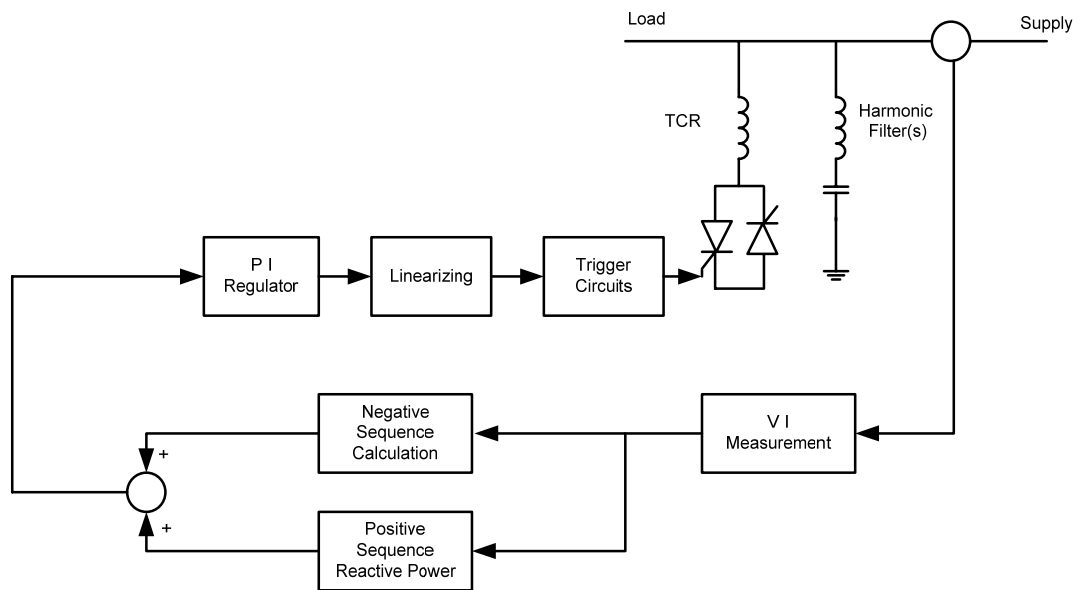 Load
Supply
TCR
Harmonic
Filter(s)
P I
Regulator
Linearizing
Trigger
Circuits
Negative
Sequence
Calculation
V I
Measurement
+
+
Positive
Sequence
Reactive Power